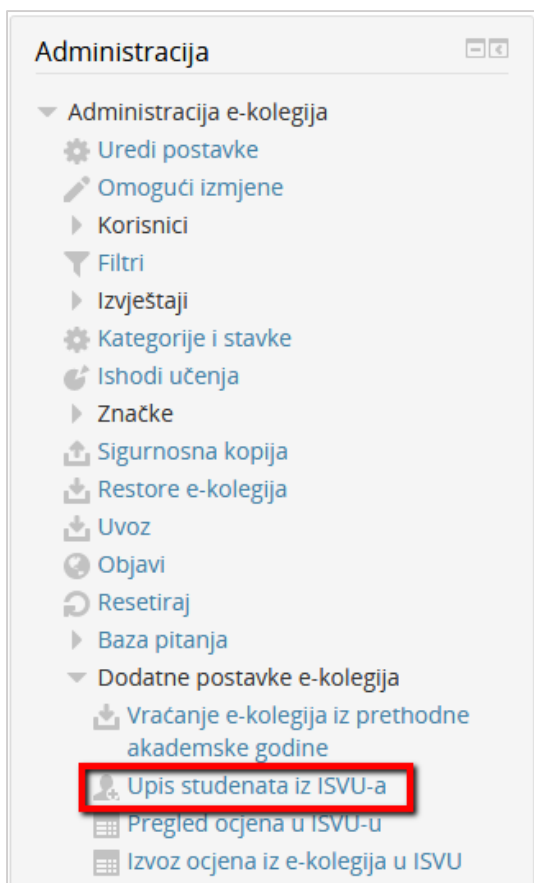 Administracija
Administracija e-kolegija
Uredi postavke
Omogući izmjene
Korisnici
Filtri
Izvještaji
Kategorije i stavke
Ishodi učenja
Značke
Sigurnosna kopija
Restore e-kolegija
Uvoz
Objavi
Resetiraj
Baza pitanja
Dodatne postavke e-kolegija
Vraćanje e-kolegija iz prethodne
akademske godine
Upis studenata iz ISVU-a
Pregled ocjena u ISVU-u
Izvoz ocjena iz e-kolegija u ISVU